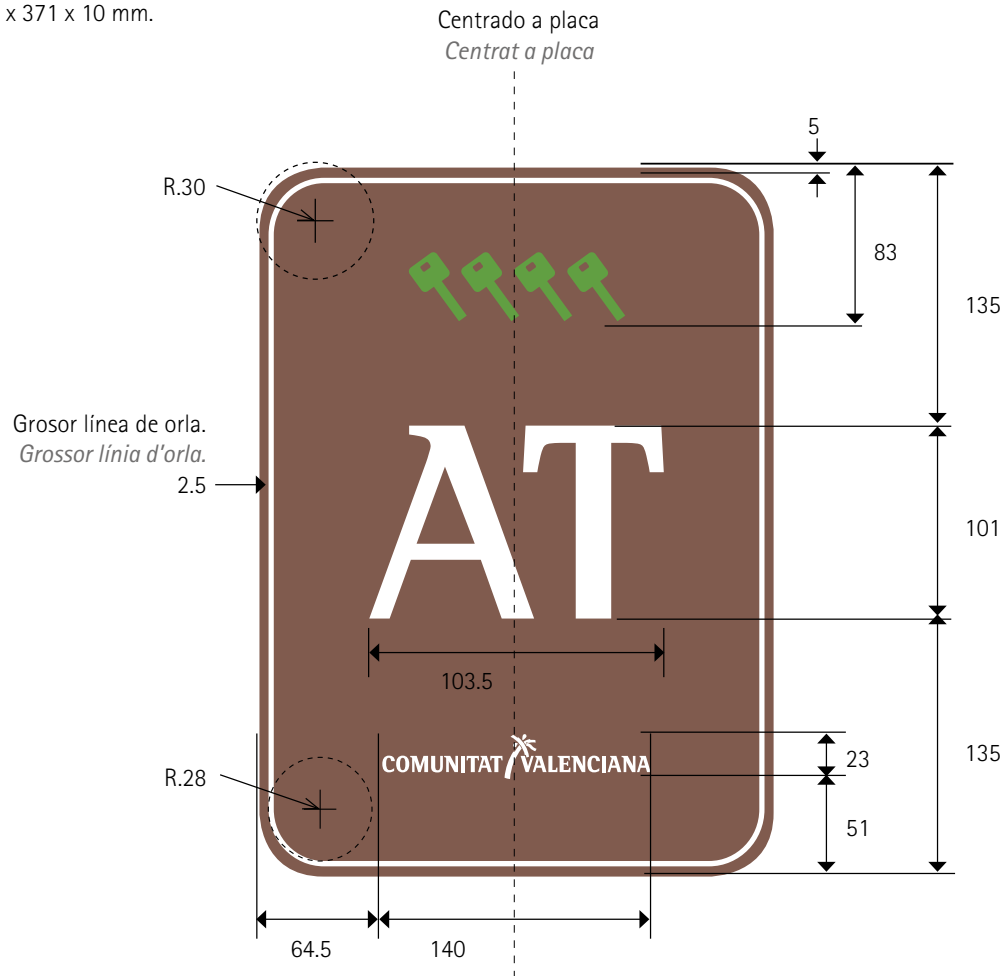 x 371 x 10 mm.
Centrado a placa
Centrat a placa
5
R.30
83
135
Grosor línea de orla.
Grossor línia d'orla.
2.5
AT
101
103.5
COMUNITAT VALENCIANA
23
135
R.28
51
64.5
140